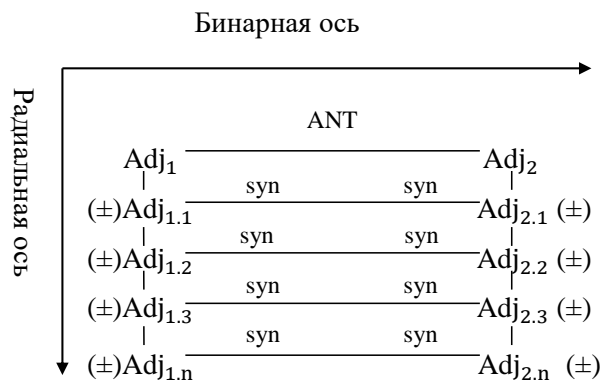 Бинарная ось
Радиальная ось
ANT
Adj₁ Adj₂
syn syn
(±)Adj₁.₁ Adj₂.₁ (±)
syn syn
(±)Adj₁.₂ Adj₂.₂ (±)
syn syn
(±)Adj₁.₃ Adj₂.₃ (±)
syn syn
(±)Adj₁.ₙ Adj₂.ₙ (±)